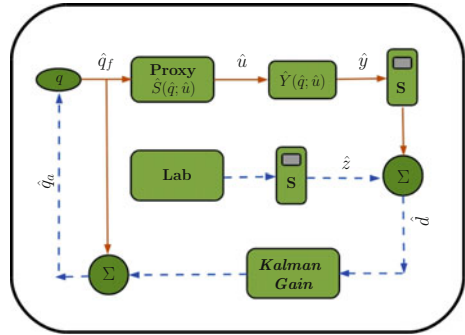 q̂_f
q
Proxy
Ŝ(q̂; û)
û
Ŷ(q̂; û)
ŷ
S
Lab
S
ẑ
Σ
q̂_a
d̂
Σ
Kalman
Gain